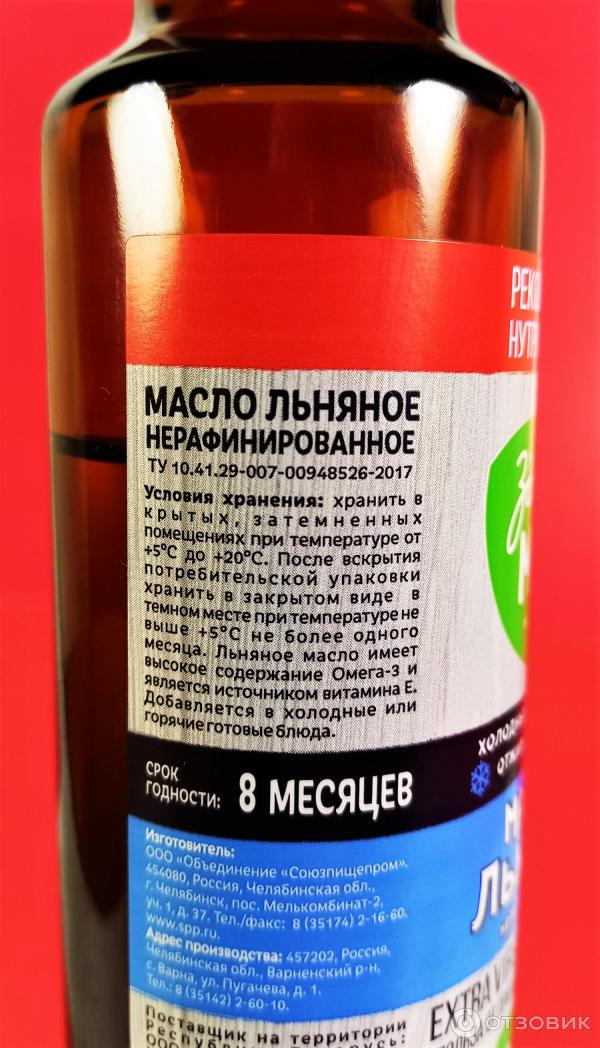 МАСЛО ЛЬНЯНОЕ
НЕРАФИНИРОВАННОЕ
ТУ 10.41.29-007-00948526-2017
Условия хранения: хранить в
крытых, затемненных
помещениях при температуре от
+5°С до +20°С. После вскрытия
потребительской упаковки
хранить в закрытом виде в
темном месте при температуре не
выше +5°С не более одного
месяца. Льняное масло имеет
высокое содержание Омега-3 и
является источником витамина Е.
Добавляется в холодные или
горячие готовые блюда.
СРОК
ГОДНОСТИ: 8 МЕСЯЦЕВ
Изготовитель:
ООО "Объединение "Союзпищепром",
454080, Россия, Челябинская обл.,
г. Челябинск, пос. Мелькомбинат-2,
уч. 1, д. 37. Тел./факс: 8 (35174) 2-16-60.
www.spp.ru
Адрес производства: 457202, Россия,
Челябинская обл., Варненский р-н,
с. Варна, ул. Пугачева, д. 1.
Тел.: 8 (35142) 2-60-10.
Поставщик на территории
ООО
EXTRA
отзовик